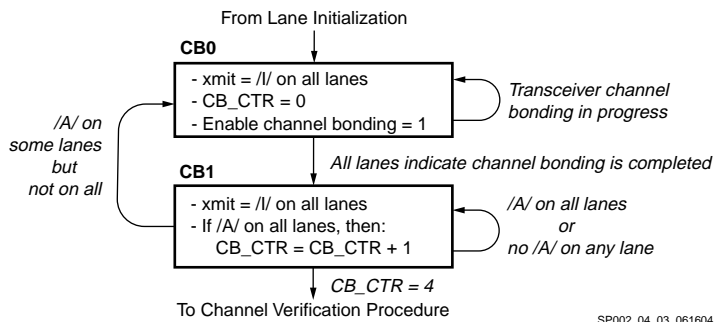 From Lane Initialization
CB0
- xmit = /I/ on all lanes
- CB_CTR = 0
- Enable channel bonding = 1
Transceiver channel
bonding in progress
/A/ on
some lanes
but
not on all
All lanes indicate channel bonding is completed
CB1
- xmit = /I/ on all lanes
- If /A/ on all lanes, then:
CB_CTR = CB_CTR + 1
/A/ on all lanes
or
no /A/ on any lane
CB_CTR = 4
To Channel Verification Procedure
SP002_04_03_061604